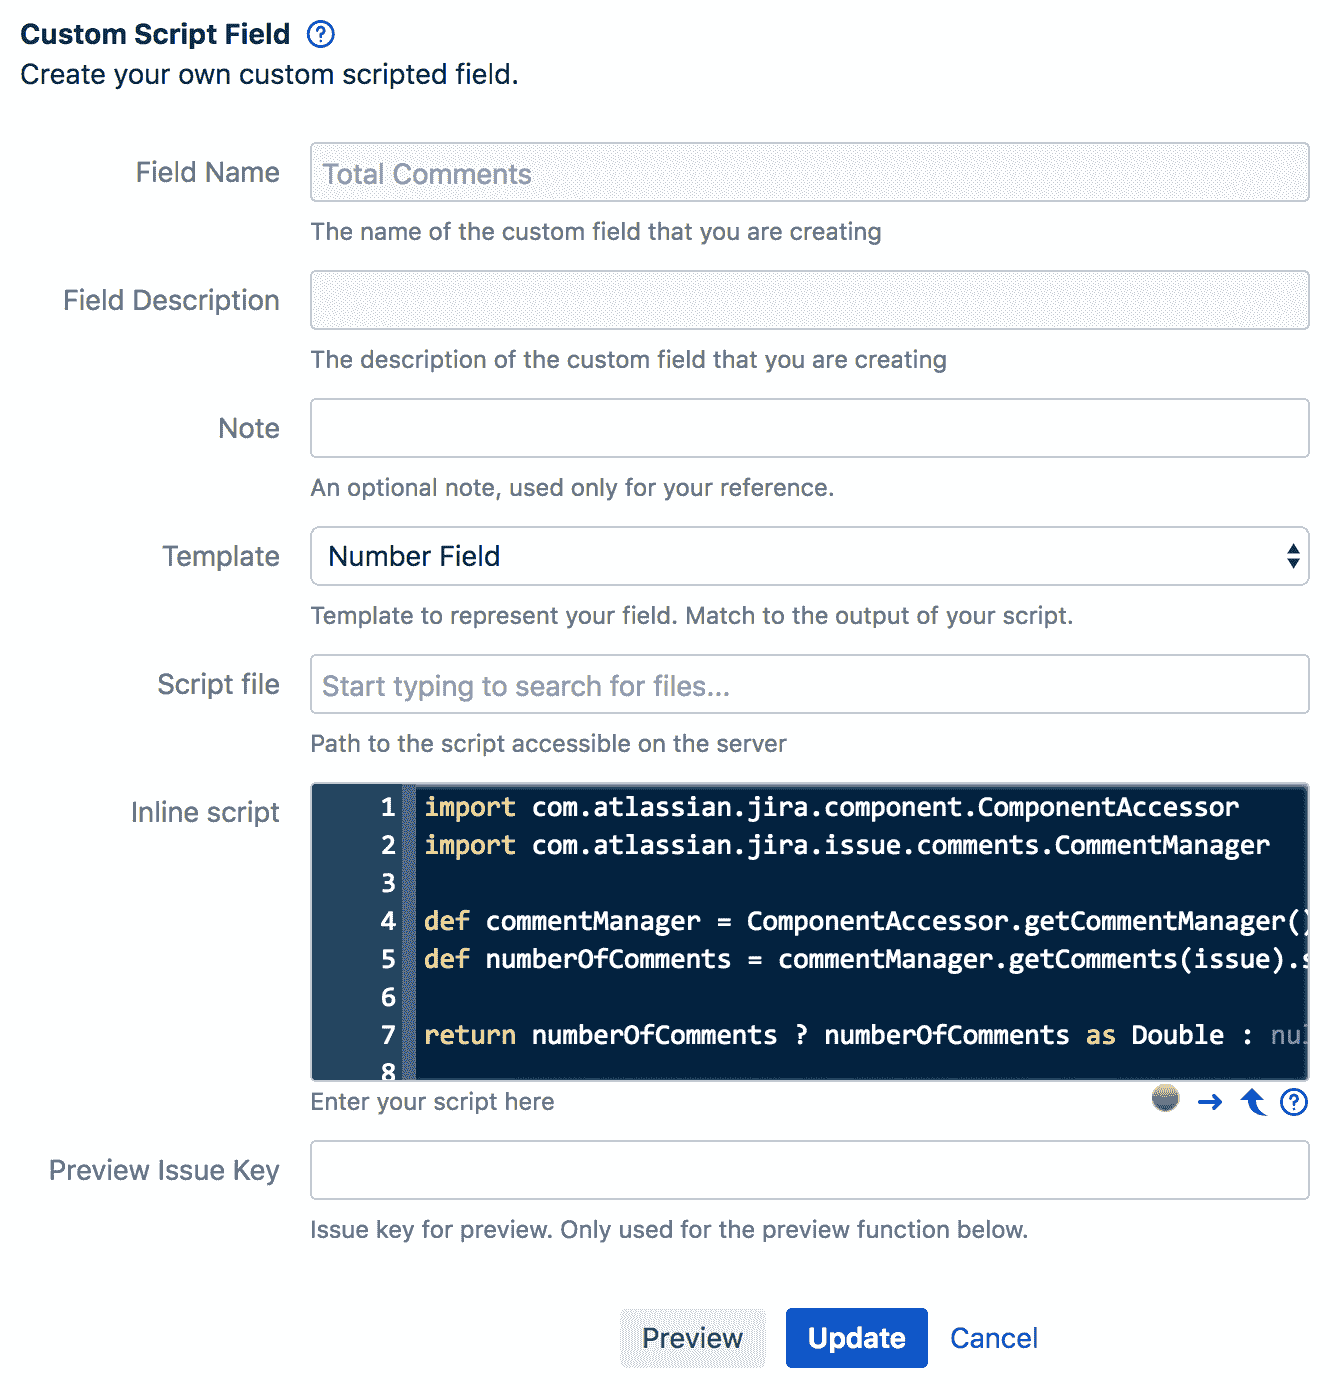 Custom Script Field
Create your own custom scripted field.
Field Name
Total Comments
The name of the custom field that you are creating
Field Description
The description of the custom field that you are creating
Note
An optional note, used only for your reference.
Template
Number Field
Template to represent your field. Match to the output of your script.
Script file
Start typing to search for files...
Path to the script accessible on the server
Inline script
1 import com.atlassian.jira.component.ComponentAccessor
2 import com.atlassian.jira.issue.comments.CommentManager
3
4 def commentManager = ComponentAccessor.getCommentManager()
5 def numberOfComments = commentManager.getComments(issue).
6
7 return numberOfComments ? numberOfComments as Double :
8
Enter your script here
Preview Issue Key
Issue key for preview. Only used for the preview function below.
Preview Update Cancel